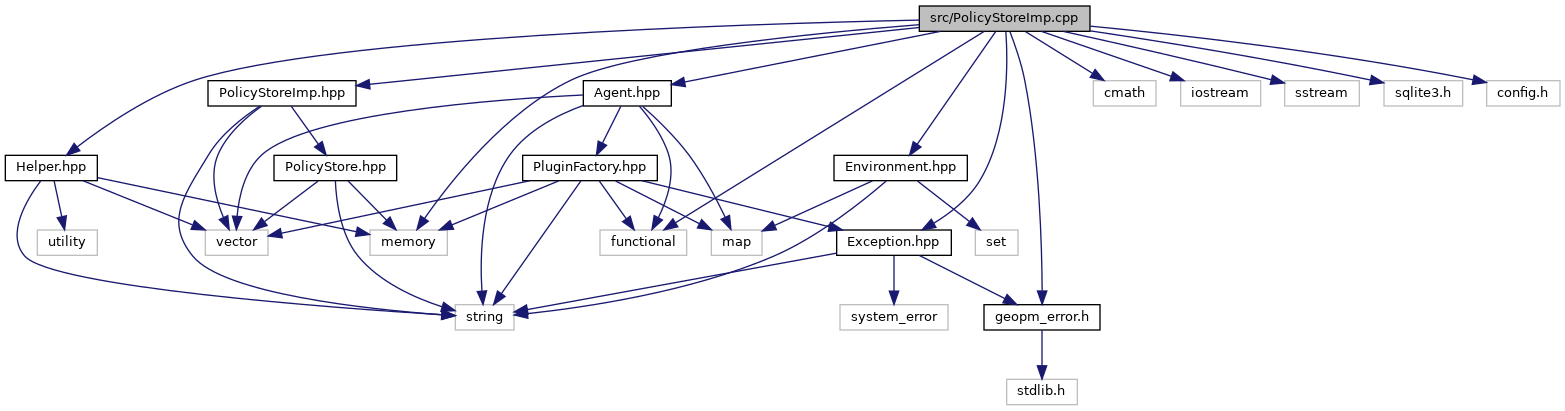 src/PolicyStoreImp.cpp
PolicyStoreImp.hpp
Agent.hpp
cmath
iostream
sstream
sqlite3.h
config.h
Helper.hpp
PolicyStore.hpp
PluginFactory.hpp
Environment.hpp
utility
vector
memory
functional
map
Exception.hpp
set
string
system_error
geopm_error.h
stdlib.h